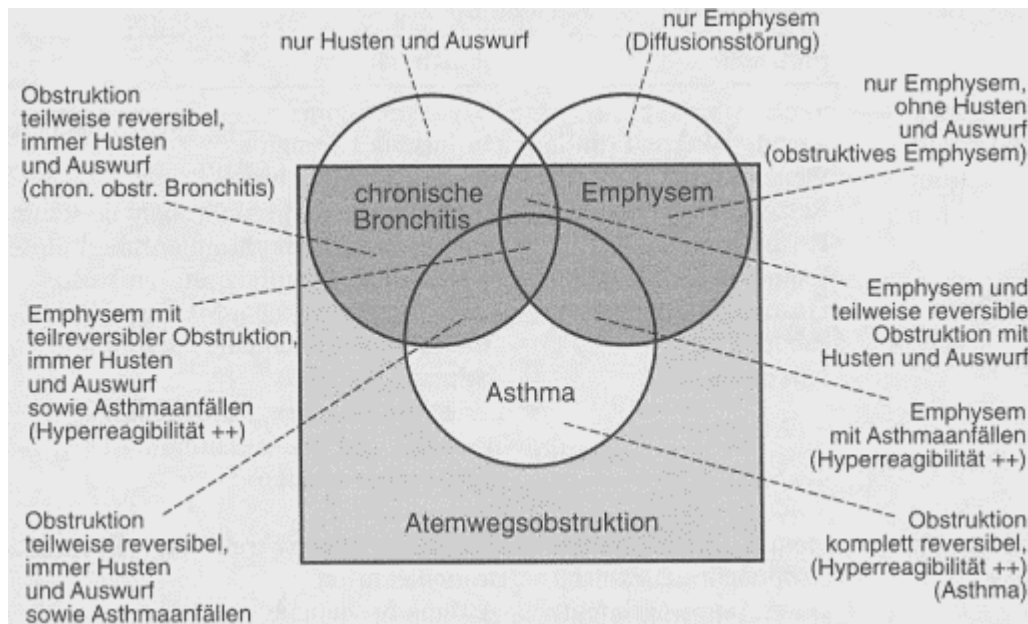 nur Husten und Auswurf
nur Emphysem
(Diffusionsstörung)
Obstruktion
teilweise reversibel,
immer Husten
und Auswurf
(chron. obstr. Bronchitis)
nur Emphysem,
ohne Husten
und Auswurf
(obstruktives Emphysem)
chronische
Bronchitis
Emphysem
Emphysem mit
teilreversibler Obstruktion,
immer Husten
und Auswurf
sowie Asthmaanfällen
(Hyperreagibilität ++)
Emphysem und
teilweise reversible
Obstruktion mit
Husten und Auswurf
Asthma
Emphysem
mit Asthmaanfällen
(Hyperreagibilität ++)
Atemwegsobstruktion
Obstruktion
teilweise reversibel,
immer Husten
und Auswurf
sowie Asthmaanfällen
Obstruktion
komplett reversibel,
(Hyperreagibilität ++)
(Asthma)